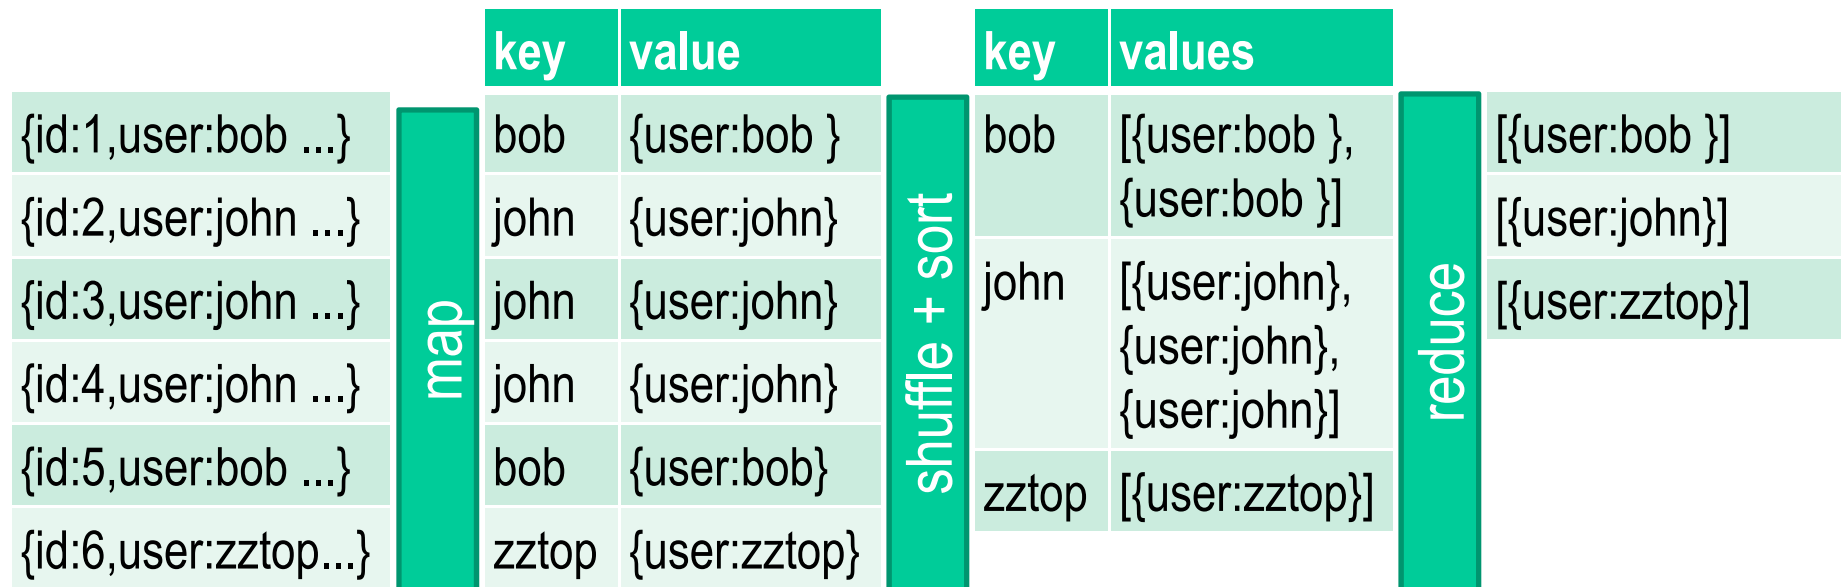 key value
key values
{id:1,user:bob ...}
{id:2,user:john ...}
{id:3,user:john ...}
{id:4,user:john ...}
{id:5,user:bob ...}
{id:6,user:zztop...}
map
bob {user:bob }
john {user:john}
john {user:john}
john {user:john}
bob {user:bob}
zztop {user:zztop}
shuffle + sort
bob [{user:bob },
{user:bob }]
john [{user:john},
{user:john},
{user:john}]
zztop [{user:zztop}]
reduce
[{user:bob }]
[{user:john}]
[{user:zztop}]